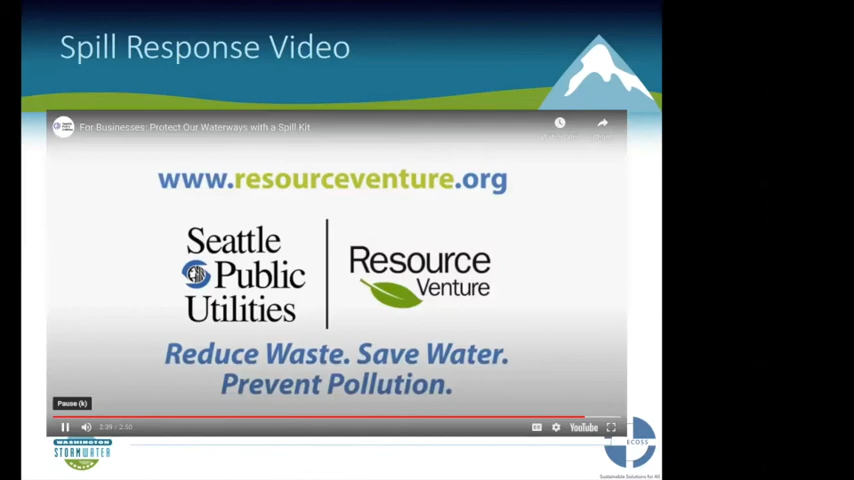 Spill Response Video
For Businesses: Protect Our Waterways with a Spill Kit
www.resourceventure.org
Seattle
Public
Utilities
Resource
Venture
Reduce Waste. Save Water.
Prevent Pollution.
Pause (k)
2:39 / 2:50
YouTube
WASHINGTON
STORMWATER
ECOSS
Sustainable Solutions for All